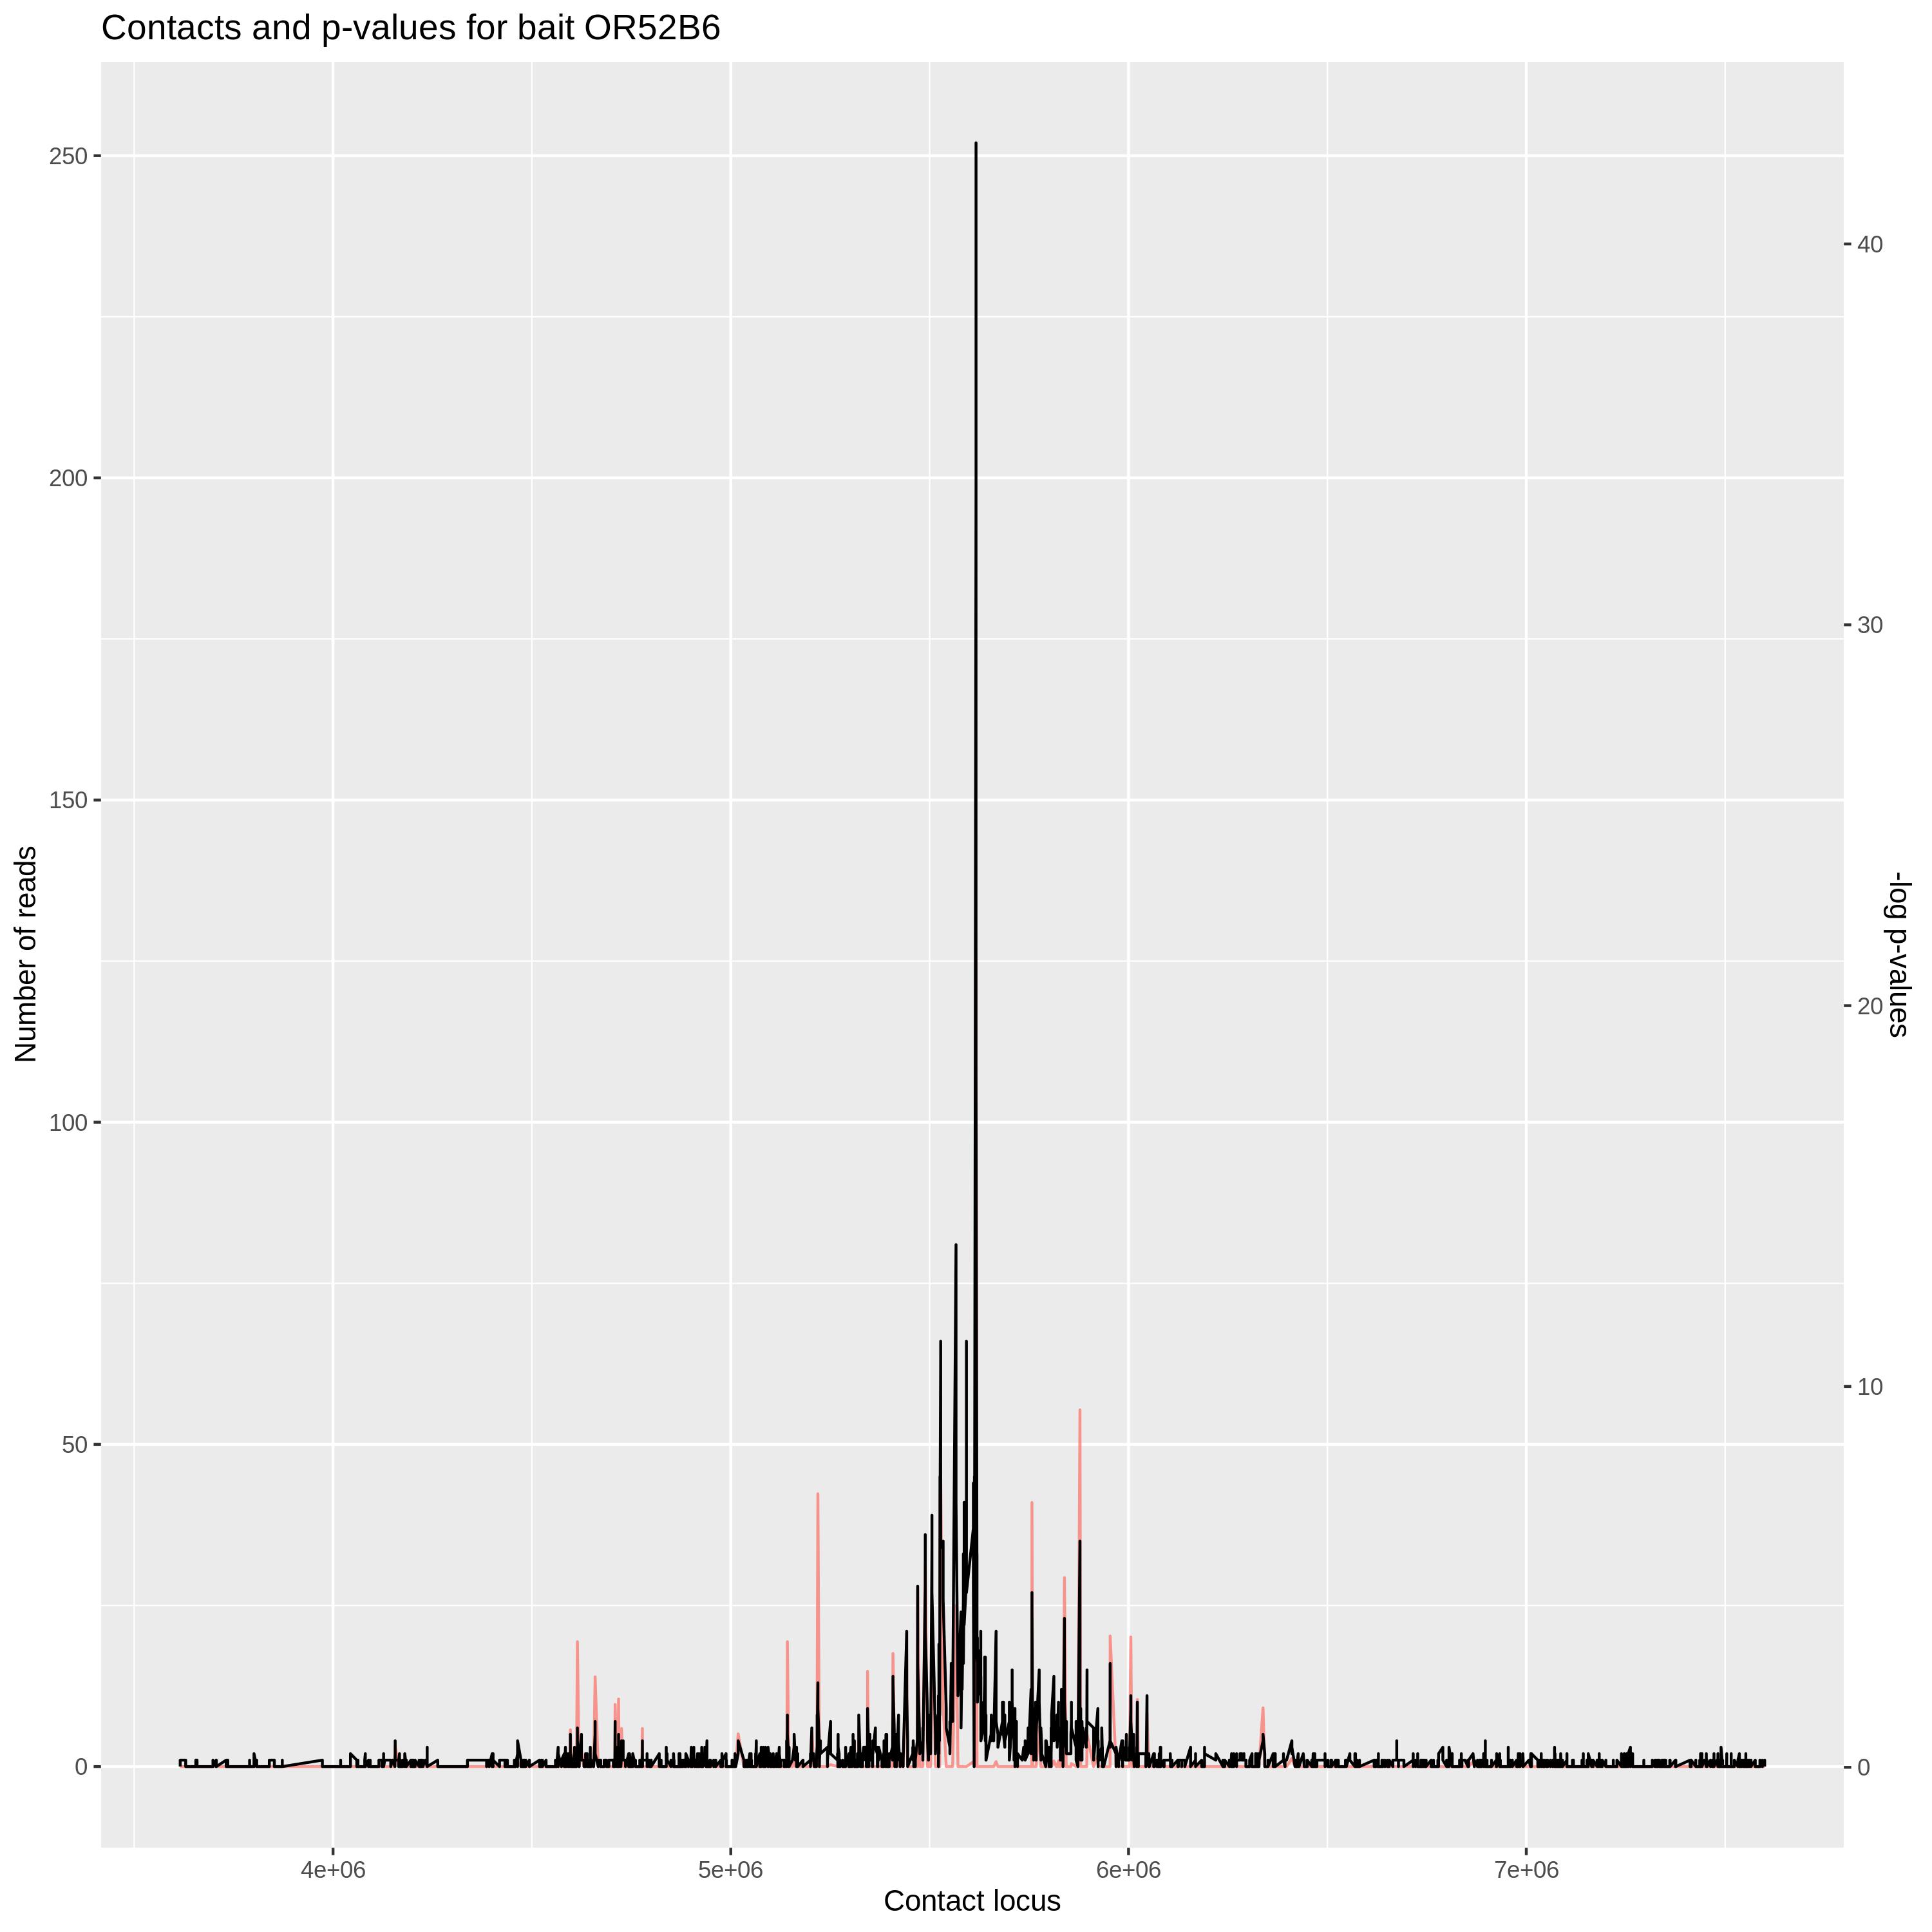 Contacts and p-values for bait OR52B6
250
200
150
100
50
0
Number of reads
40
30
20
10
0
-log p-values
4e+06
5e+06
6e+06
7e+06
Contact locus